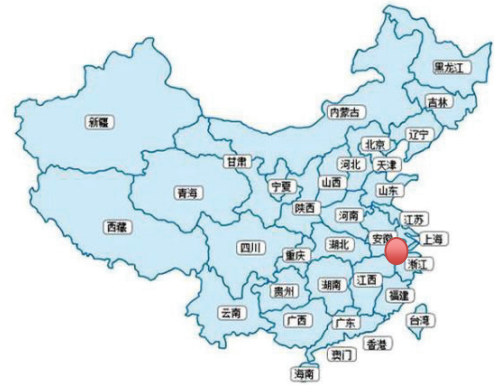 黑龙江
吉林
内蒙古
新疆
辽宁
北京
甘肃
河北
天津
宁夏
山西
青海
山东
陕西
河南
江苏
西藏
安徽
上海
四川
湖北
重庆
浙江
江西
湖南
贵州
福建
云南
广西
广东
台湾
香港
澳门
海南